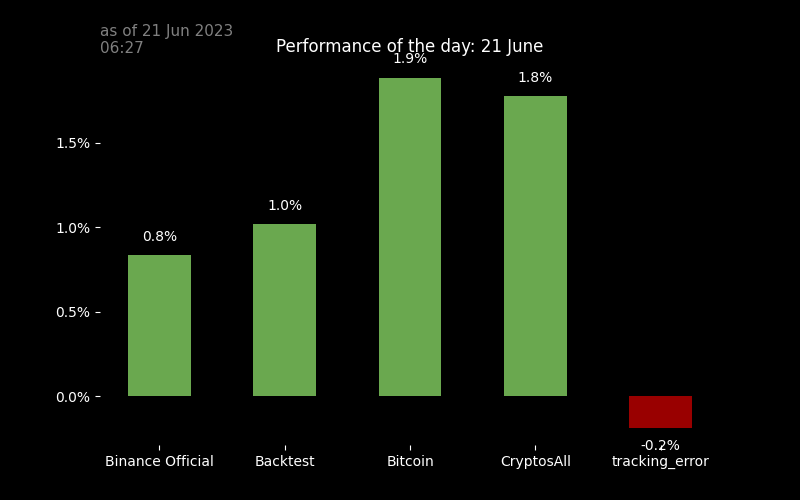 as of 21 Jun 2023
06:27
Performance of the day: 21 June
1.9%
1.8%
1.5%
1.0%
1.0%
0.8%
0.5%
0.0%
-0.2%
Binance Official
Backtest
Bitcoin
CryptosAll
tracking_error